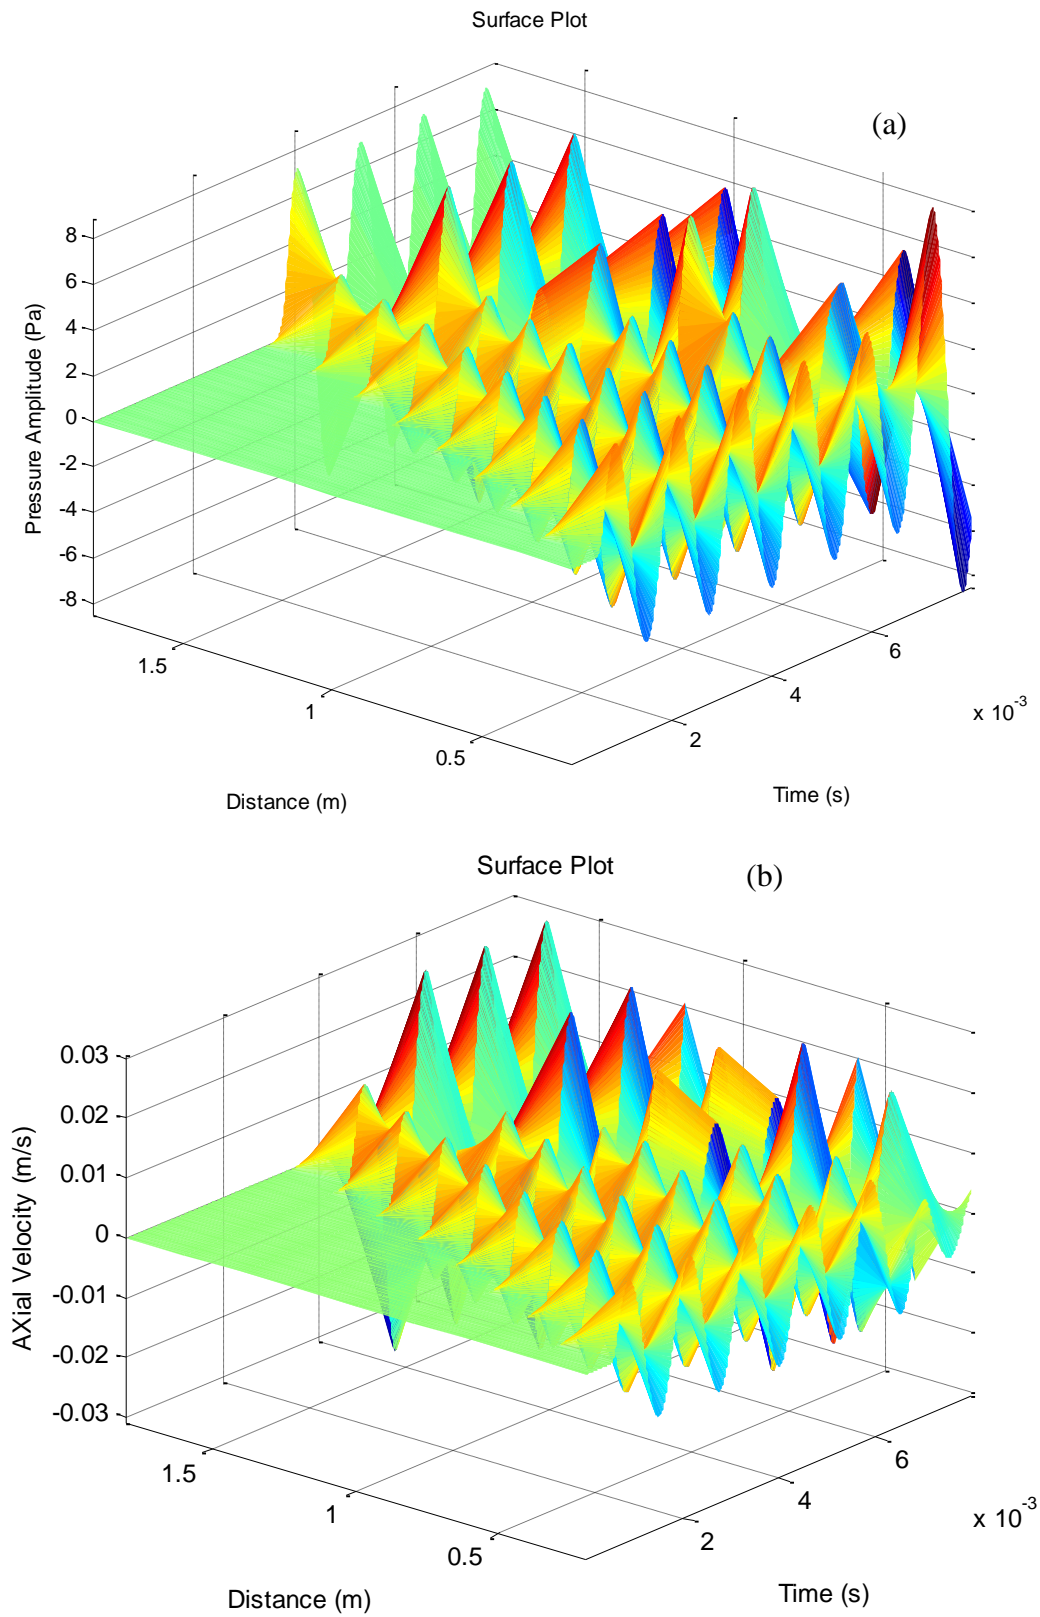 Surface Plot
(a)
8
6
4
2
0
-2
-4
-6
-8
Pressure Amplitude (Pa)
1.5
1
0.5
Distance (m)
2
4
6
x 10^-3
Time (s)
Surface Plot
(b)
0.03
0.02
0.01
0
-0.01
-0.02
-0.03
AXial Velocity (m/s)
1.5
1
0.5
Distance (m)
2
4
6
x 10^-3
Time (s)